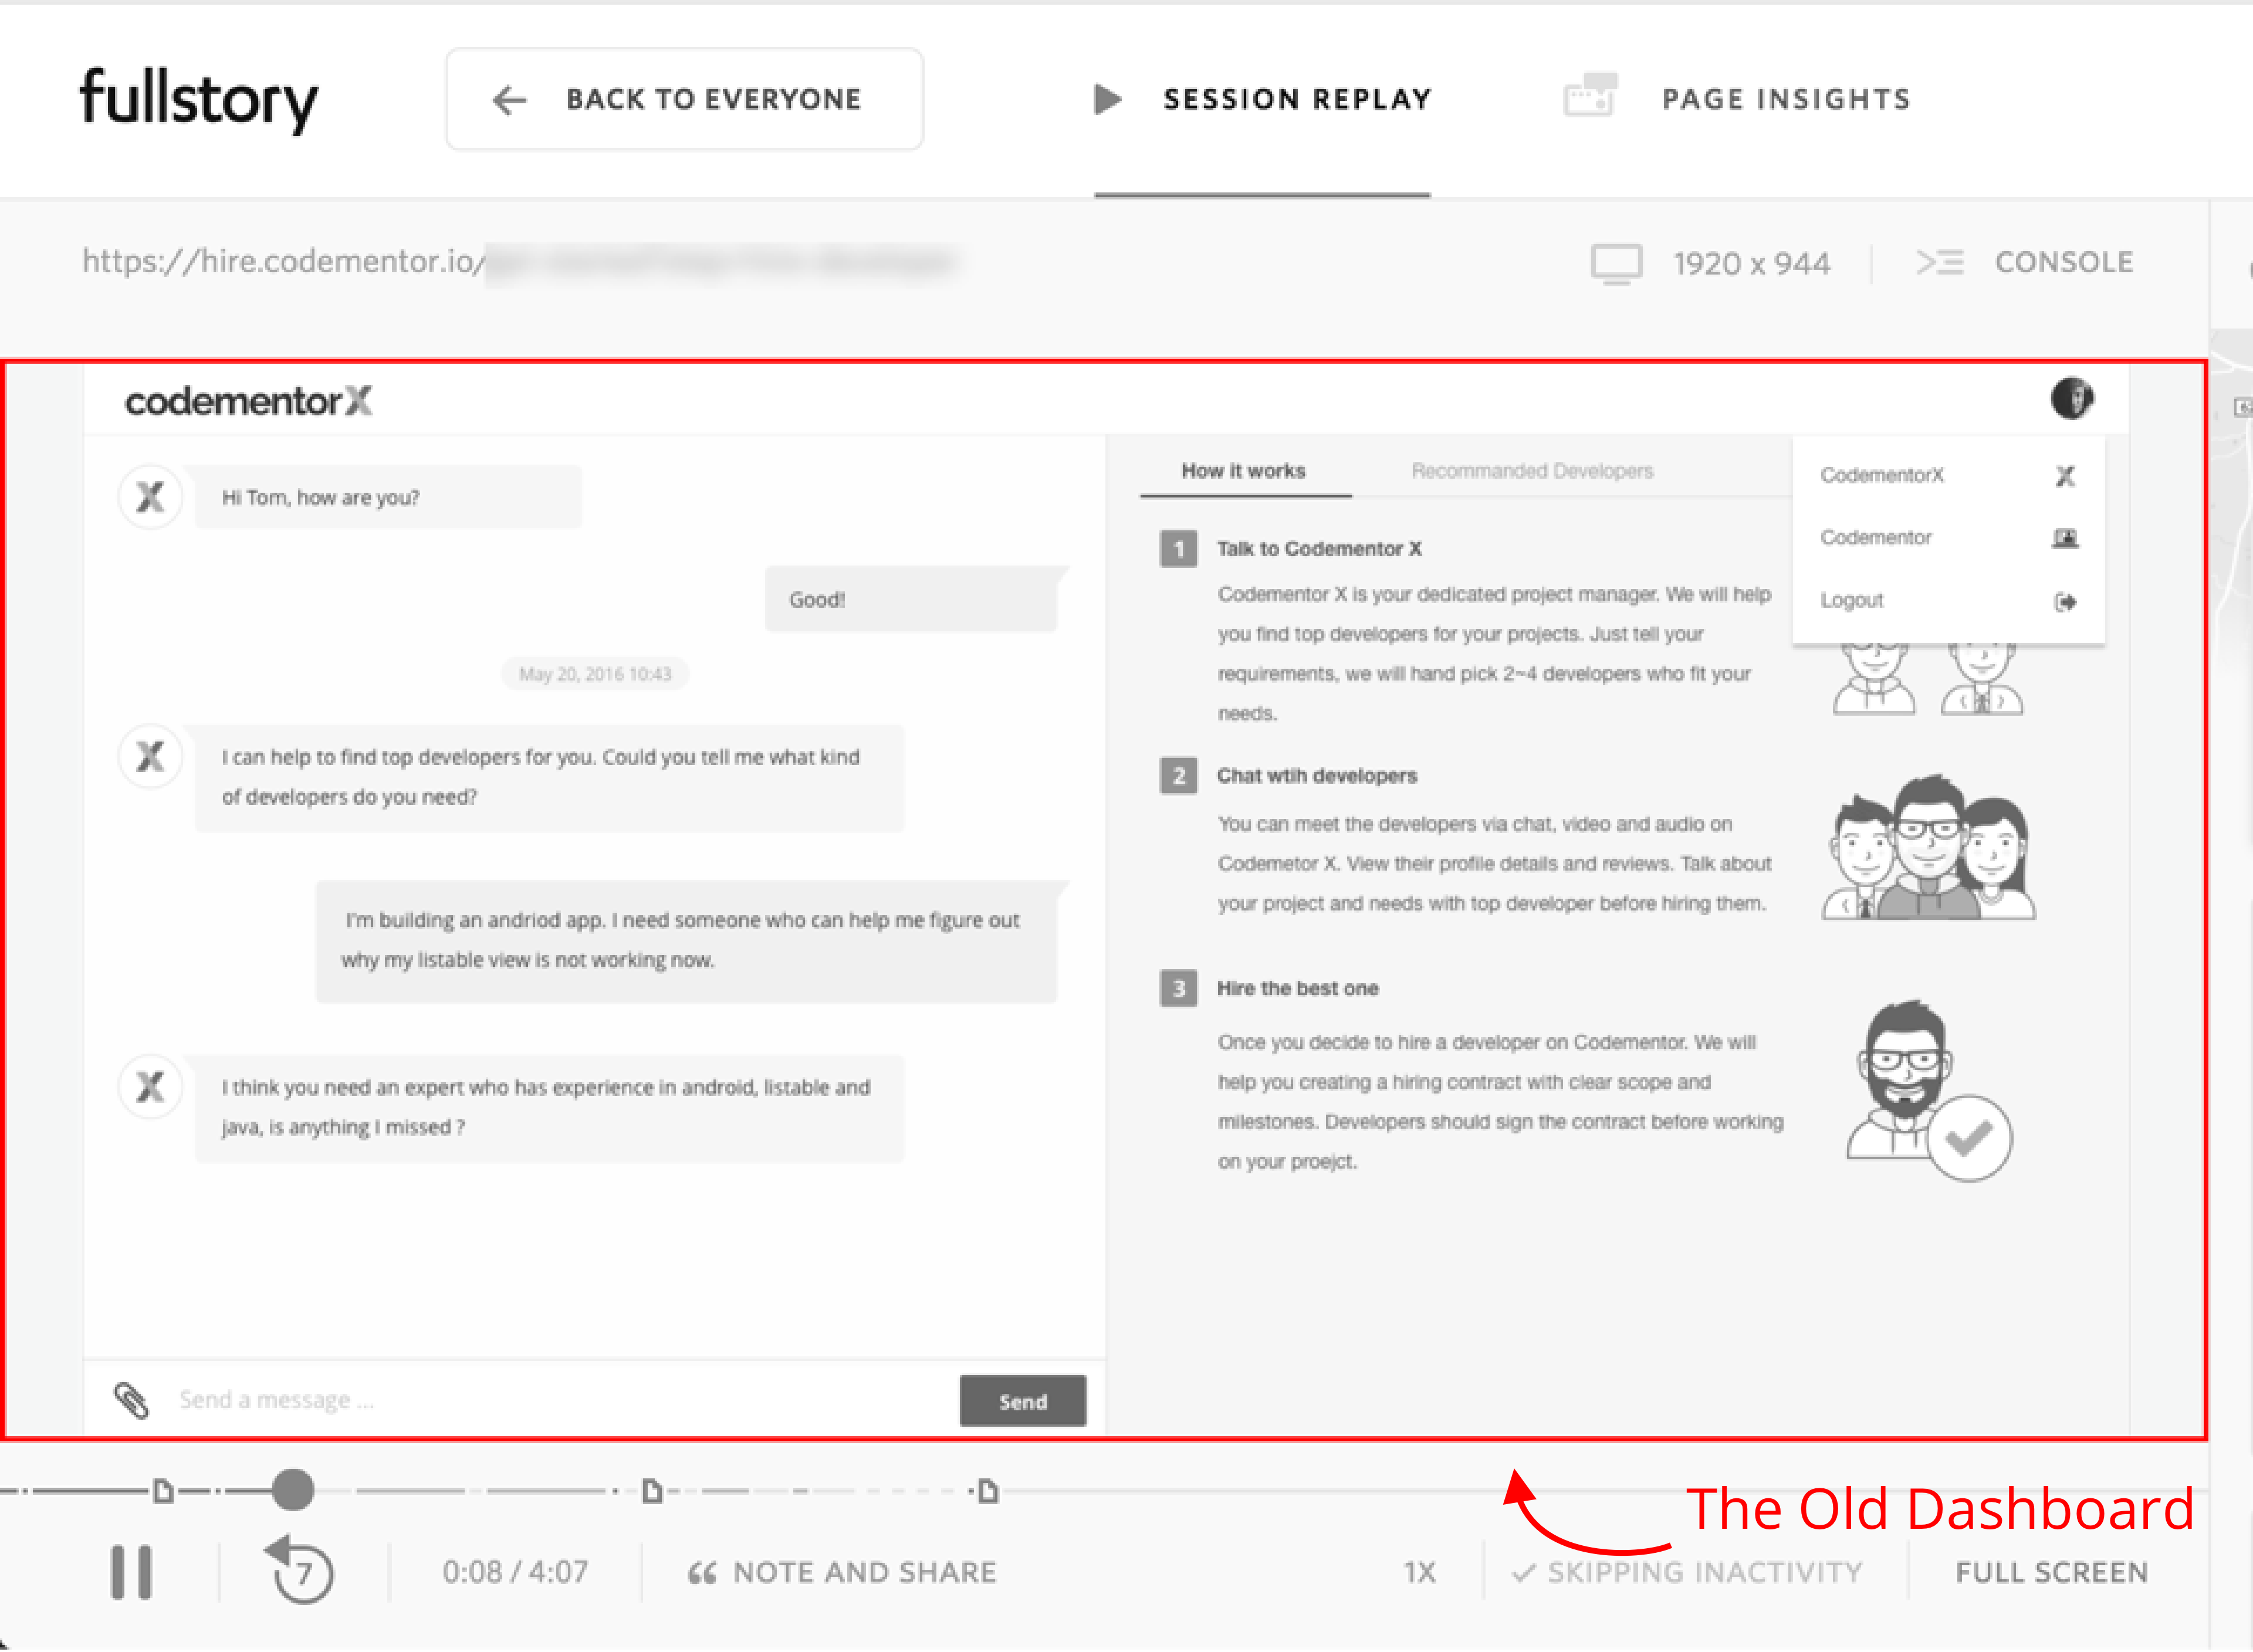 fullstory
BACK TO EVERYONE
SESSION REPLAY
PAGE INSIGHTS
https://hire.codementor.io/
1920 x 944
CONSOLE
codementorX
X
Hi Tom, how are you?
Good!
May 20, 2016 10:43
X
I can help to find top developers for you. Could you tell me what kind
of developers do you need?
I'm building an andriod app. I need someone who can help me figure out
why my listable view is not working now.
X
I think you need an expert who has experience in android, listable and
java, is anything I missed ?
Send a message ...
Send
How it works
Recommanded Developers
CodementorX
X
Codementor
Logout
1
Talk to Codementor X
Codementor X is your dedicated project manager. We will help
you find top developers for your projects. Just tell your
requirements, we will hand pick 2~4 developers who fit your
needs.
2
Chat wtih developers
You can meet the developers via chat, video and audio on
Codemetor X. View their profile details and reviews. Talk about
your project and needs with top developer before hiring them.
3
Hire the best one
Once you decide to hire a developer on Codementor. We will
help you creating a hiring contract with clear scope and
milestones. Developers should sign the contract before working
on your proejct.
The Old Dashboard
7
0:08 / 4:07
NOTE AND SHARE
1X
SKIPPING INACTIVITY
FULL SCREEN